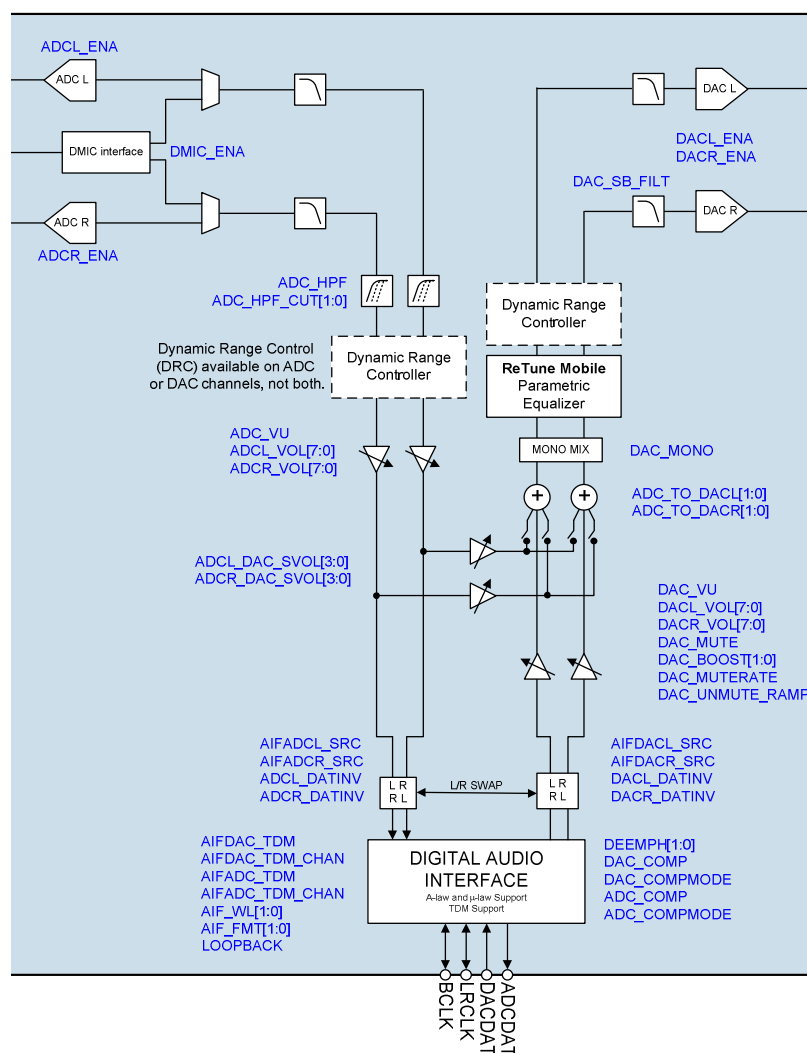 ADCL_ENA
ADC L
DMIC interface
DMIC_ENA
ADC R
ADCR_ENA
DAC L
DACL_ENA
DACR_ENA
DAC_SB_FILT
DAC R
ADC_HPF
ADC_HPF_CUT[1:0]
Dynamic Range
Controller
Dynamic Range Control
(DRC) available on ADC
or DAC channels, not both.
Dynamic Range
Controller
ReTune Mobile
Parametric
Equalizer
ADC_VU
ADCL_VOL[7:0]
ADCR_VOL[7:0]
MONO MIX
DAC_MONO
+
+
ADC_TO_DACL[1:0]
ADC_TO_DACR[1:0]
ADCL_DAC_SVOL[3:0]
ADCR_DAC_SVOL[3:0]
DAC_VU
DACL_VOL[7:0]
DACR_VOL[7:0]
DAC_MUTE
DAC_BOOST[1:0]
DAC_MUTERATE
DAC_UNMUTE_RAMP
AIFADCL_SRC
AIFADCR_SRC
ADCL_DATINV
ADCR_DATINV
L R
R L
L/R SWAP
L R
R L
AIFDACL_SRC
AIFDACR_SRC
DACL_DATINV
DACR_DATINV
AIFDAC_TDM
AIFDAC_TDM_CHAN
AIFADC_TDM
AIFADC_TDM_CHAN
AIF_WL[1:0]
AIF_FMT[1:0]
LOOPBACK
DIGITAL AUDIO
INTERFACE
A-law and µ-law Support
TDM Support
DEEMPH[1:0]
DAC_COMP
DAC_COMPMODE
ADC_COMP
ADC_COMPMODE
BCLK
LRCLK
DACDAT
ADCDAT